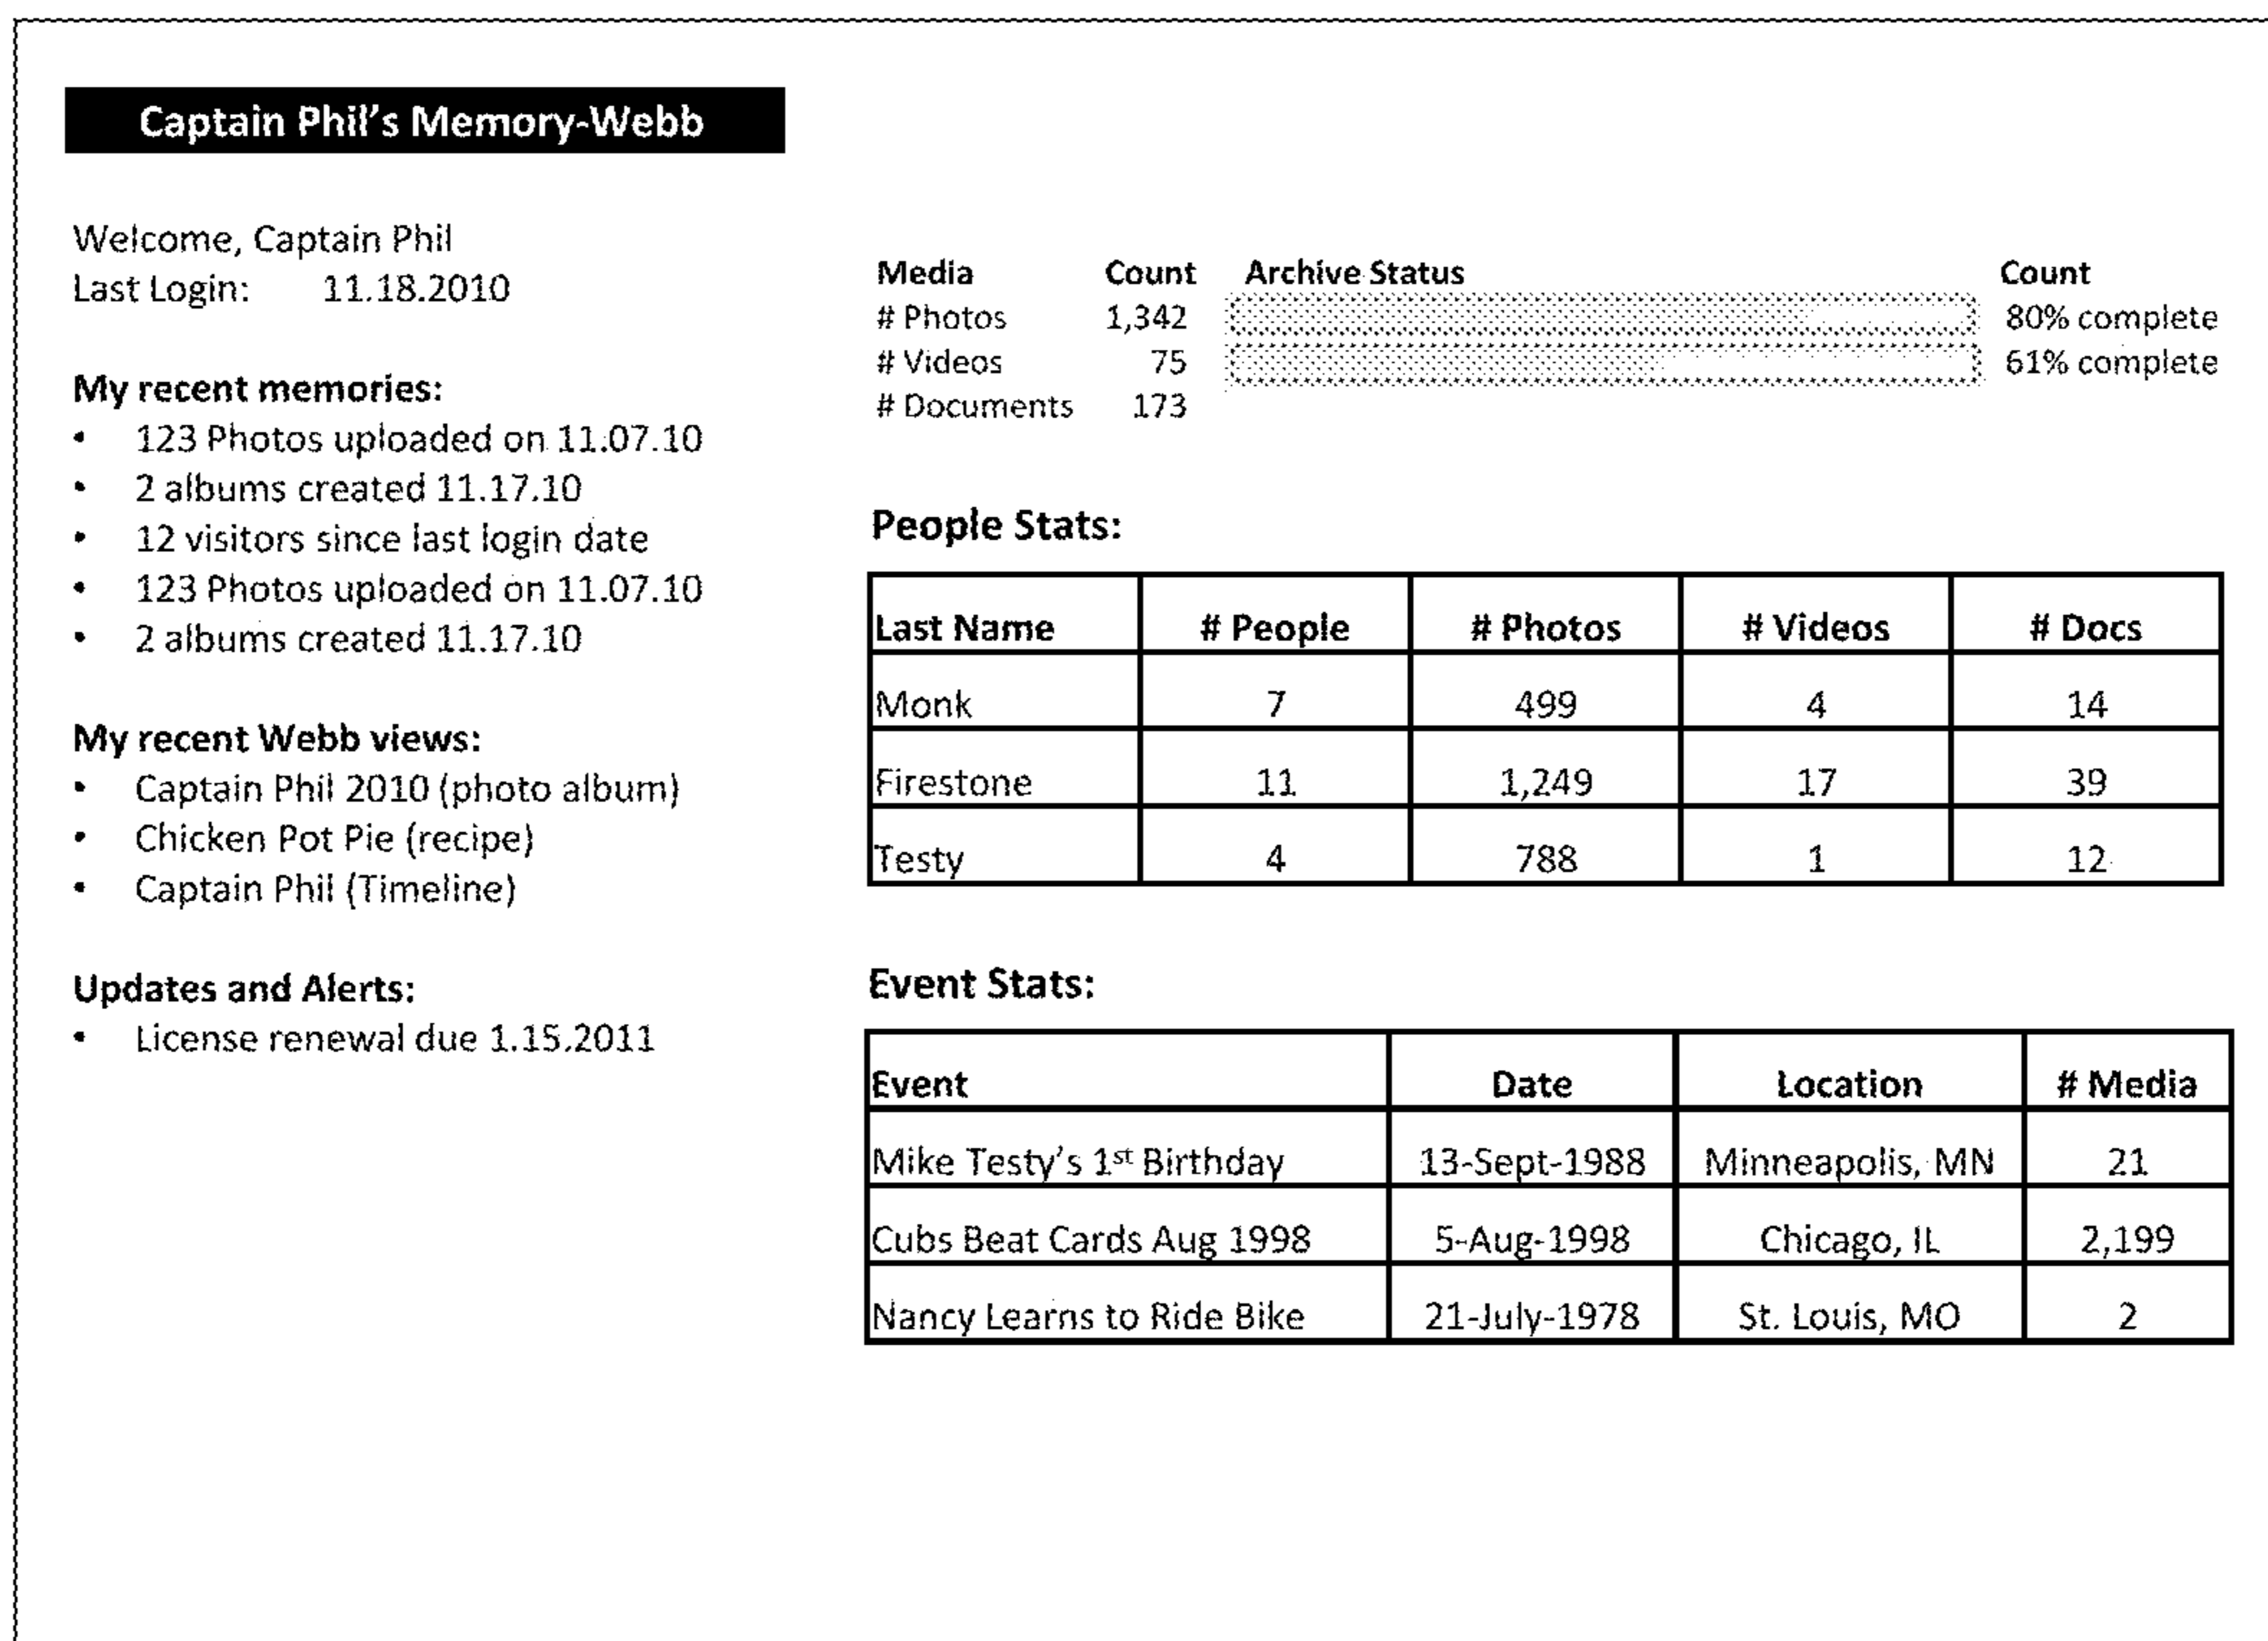 Captain Phil's Memory-Webb
Welcome, Captain Phil
Last Login: 11.18.2010
My recent memories:
• 123 Photos uploaded on 11.07.10
• 2 albums created 11.17.10
• 12 visitors since last login date
• 123 Photos uploaded on 11.07.10
• 2 albums created 11.17.10
My recent Webb views:
• Captain Phil 2010 (photo album)
• Chicken Pot Pie (recipe)
• Captain Phil (Timeline)
Updates and Alerts:
• License renewal due 1.15.2011
Media Count Archive Status Count
# Photos 1,342 80% complete
# Videos 75 61% complete
# Documents 173
People Stats:
Last Name # People # Photos # Videos # Docs
Monk 7 499 4 14
Firestone 11 1,249 17 39
Testy 4 788 1 12
Event Stats:
Event Date Location # Media
Mike Testy's 1st Birthday 13-Sept-1988 Minneapolis, MN 21
Cubs Beat Cards Aug 1998 5-Aug-1998 Chicago, IL 2,199
Nancy Learns to Ride Bike 21-July-1978 St. Louis, MO 2